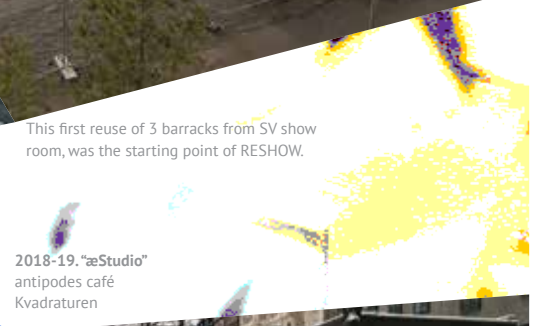 This first reuse of 3 barracks from SV show
room, was the starting point of RESHOW.
2018-19. “æStudio”
antipodes café
Kvadraturen